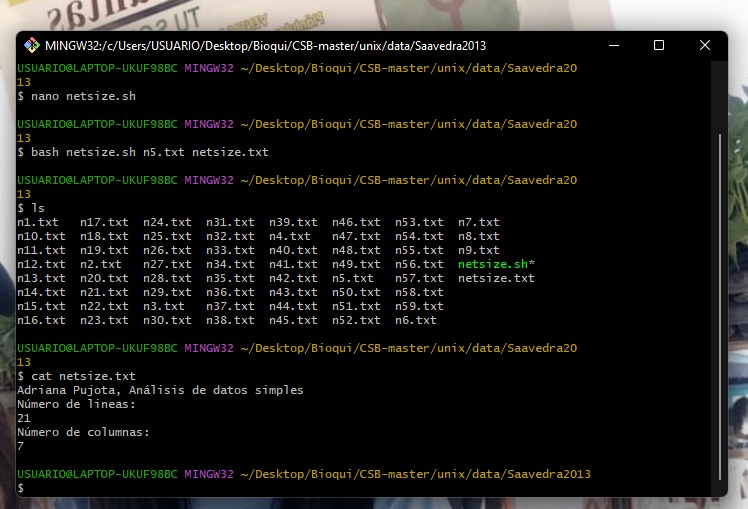 MINGW32:/c/Users/USUARIO/Desktop/Bioqui/CSB-master/unix/data/Saavedra2013
USUARIO@LAPTOP-UKUF98BC MINGW32 ~/Desktop/Bioqui/CSB-master/unix/data/Saavedra20
13
$ nano netsize.sh
USUARIO@LAPTOP-UKUF98BC MINGW32 ~/Desktop/Bioqui/CSB-master/unix/data/Saavedra20
13
$ bash netsize.sh n5.txt netsize.txt
USUARIO@LAPTOP-UKUF98BC MINGW32 ~/Desktop/Bioqui/CSB-master/unix/data/Saavedra20
13
$ ls
n1.txt n17.txt n24.txt n31.txt n39.txt n46.txt n53.txt n7.txt
n10.txt n18.txt n25.txt n32.txt n4.txt n47.txt n54.txt n8.txt
n11.txt n19.txt n26.txt n33.txt n40.txt n48.txt n55.txt n9.txt
n12.txt n2.txt n27.txt n34.txt n41.txt n49.txt n56.txt netsize.sh*
n13.txt n20.txt n28.txt n35.txt n42.txt n5.txt n57.txt netsize.txt
n14.txt n21.txt n29.txt n36.txt n43.txt n50.txt n58.txt
n15.txt n22.txt n3.txt n37.txt n44.txt n51.txt n59.txt
n16.txt n23.txt n30.txt n38.txt n45.txt n52.txt n6.txt
USUARIO@LAPTOP-UKUF98BC MINGW32 ~/Desktop/Bioqui/CSB-master/unix/data/Saavedra20
13
$ cat netsize.txt
Adriana Pujota, Análisis de datos simples
Número de lineas:
21
Número de columnas:
7
USUARIO@LAPTOP-UKUF98BC MINGW32 ~/Desktop/Bioqui/CSB-master/unix/data/Saavedra2013
$